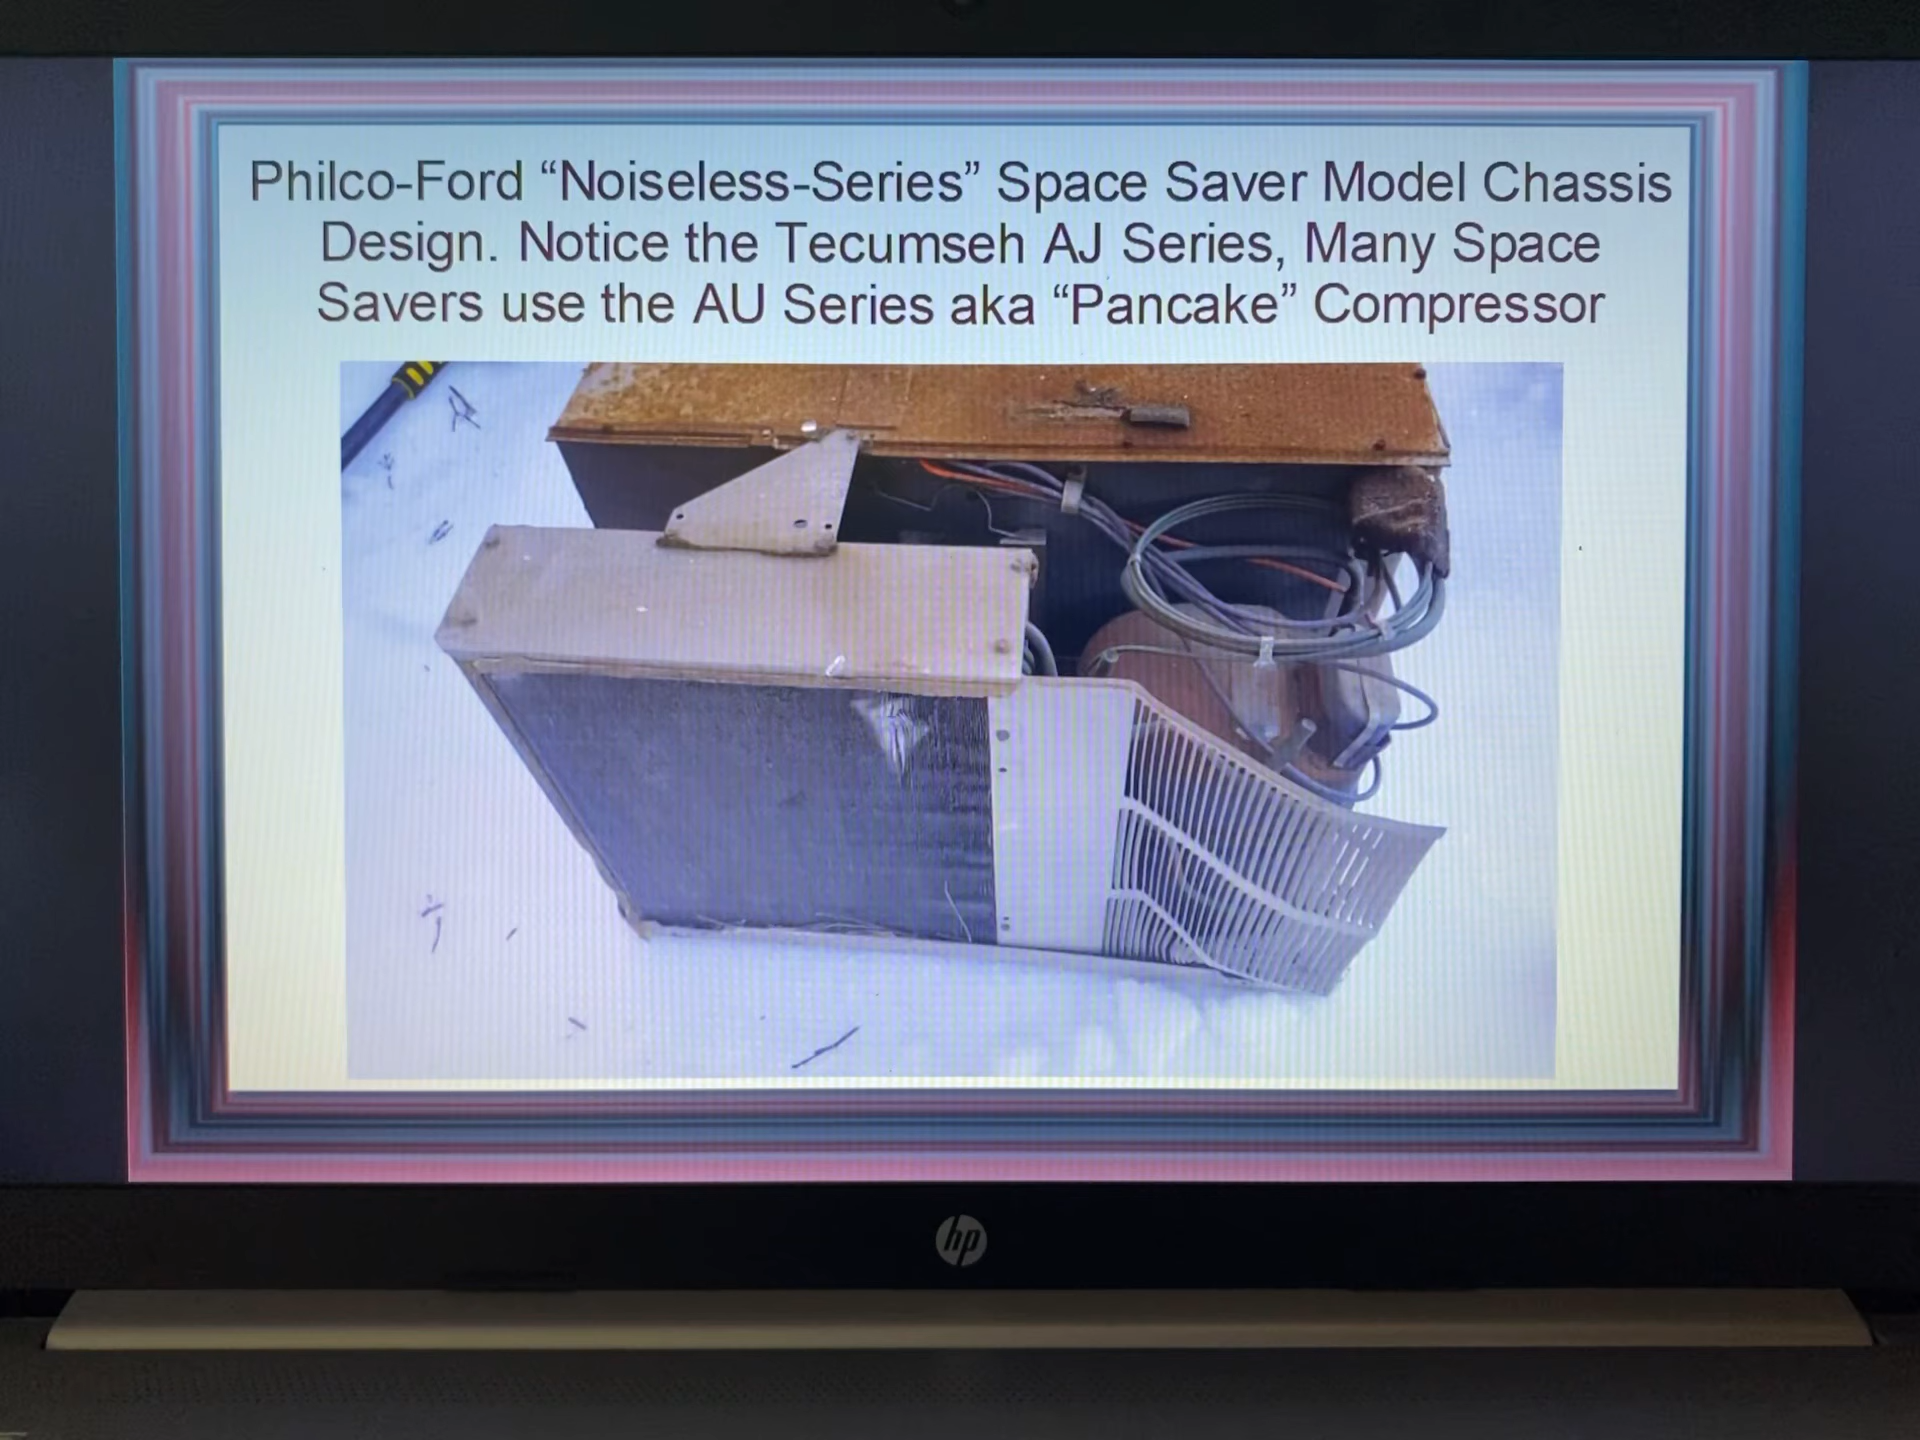 Philco-Ford “Noiseless-Series” Space Saver Model Chassis
Design. Notice the Tecumseh AJ Series, Many Space
Savers use the AU Series aka “Pancake” Compressor
hp